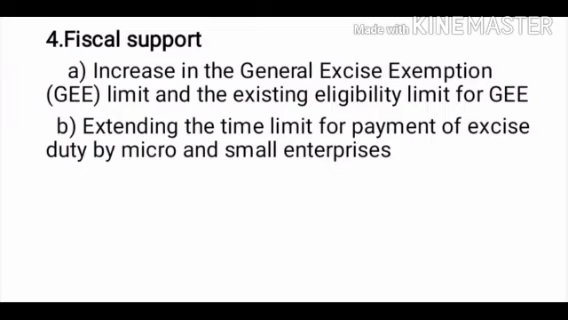 Made with KINEMASTER
4.Fiscal support
a) Increase in the General Excise Exemption
(GEE) limit and the existing eligibility limit for GEE
b) Extending the time limit for payment of excise
duty by micro and small enterprises